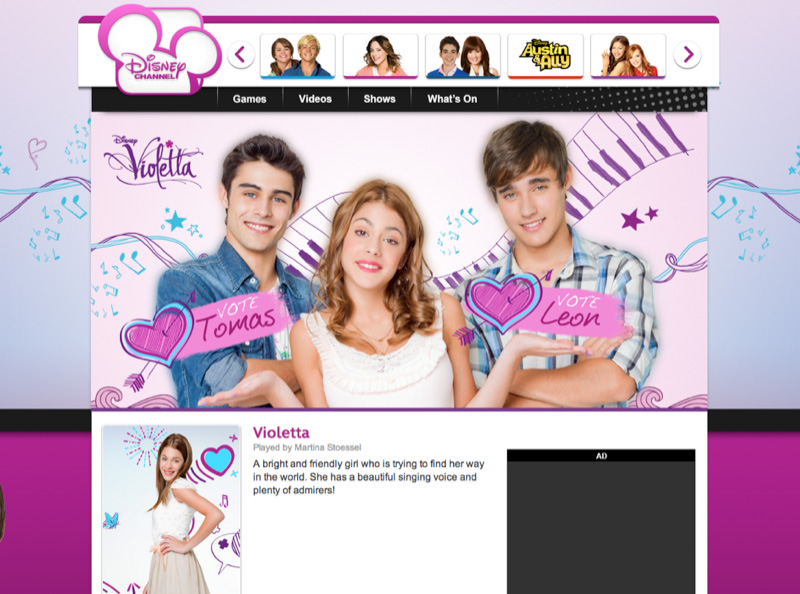 Disney
CHANNEL
Disney
Austin
& Ally
Games
Videos
Shows
What's On
Disney
Violetta
VOTE
Tomas
VOTE
Leon
Violetta
Played by Martina Stoessel
A bright and friendly girl who is trying to find her way
in the world. She has a beautiful singing voice and
plenty of admirers!
AD